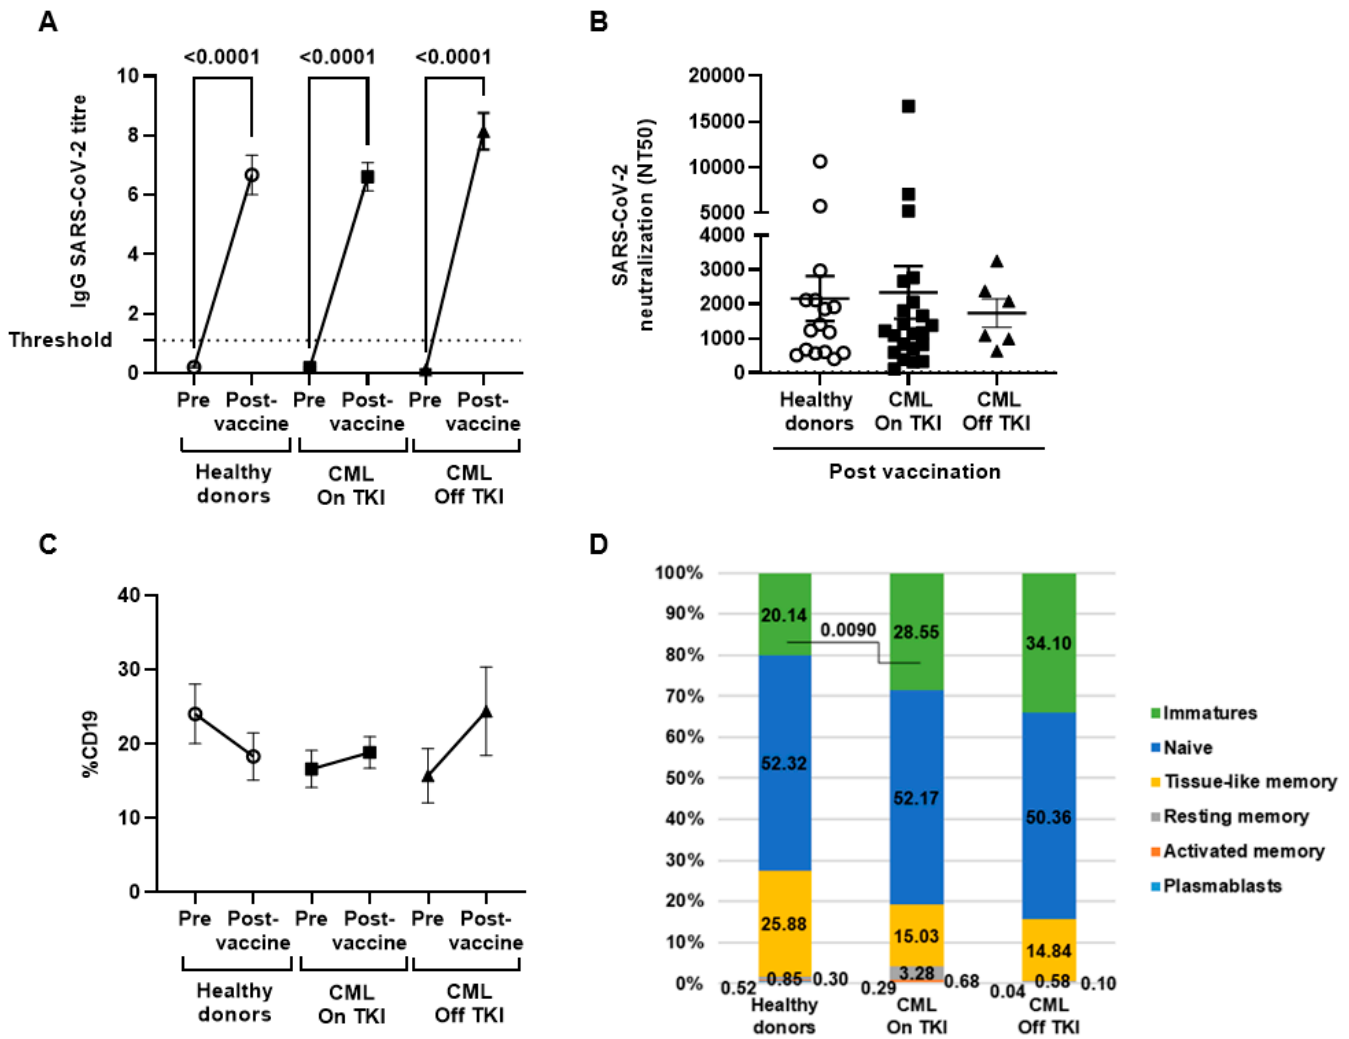 A
<0.0001 <0.0001 <0.0001
IgG SARS-CoV-2 titre
10
8
6
4
2
0
Threshold
Pre Post-vaccine Pre Post-vaccine Pre Post-vaccine
Healthy donors
CML On TKI
CML Off TKI
B
SARS-CoV-2
neutralization (NT50)
20000
15000
10000
5000
4000
3000
2000
1000
0
Healthy donors
CML On TKI
CML Off TKI
Post vaccination
C
%CD19
40
30
20
10
0
Pre Post-vaccine Pre Post-vaccine Pre Post-vaccine
Healthy donors
CML On TKI
CML Off TKI
D
100%
90%
80%
70%
60%
50%
40%
30%
20%
10%
0%
20.14
52.32
25.88
0.52 0.85 0.30
0.0090
28.55
52.17
15.03
0.29 3.28 0.68
34.10
50.36
14.84
0.04 0.58 0.10
Healthy donors
CML On TKI
CML Off TKI
Immatures
Naive
Tissue-like memory
Resting memory
Activated memory
Plasmablasts